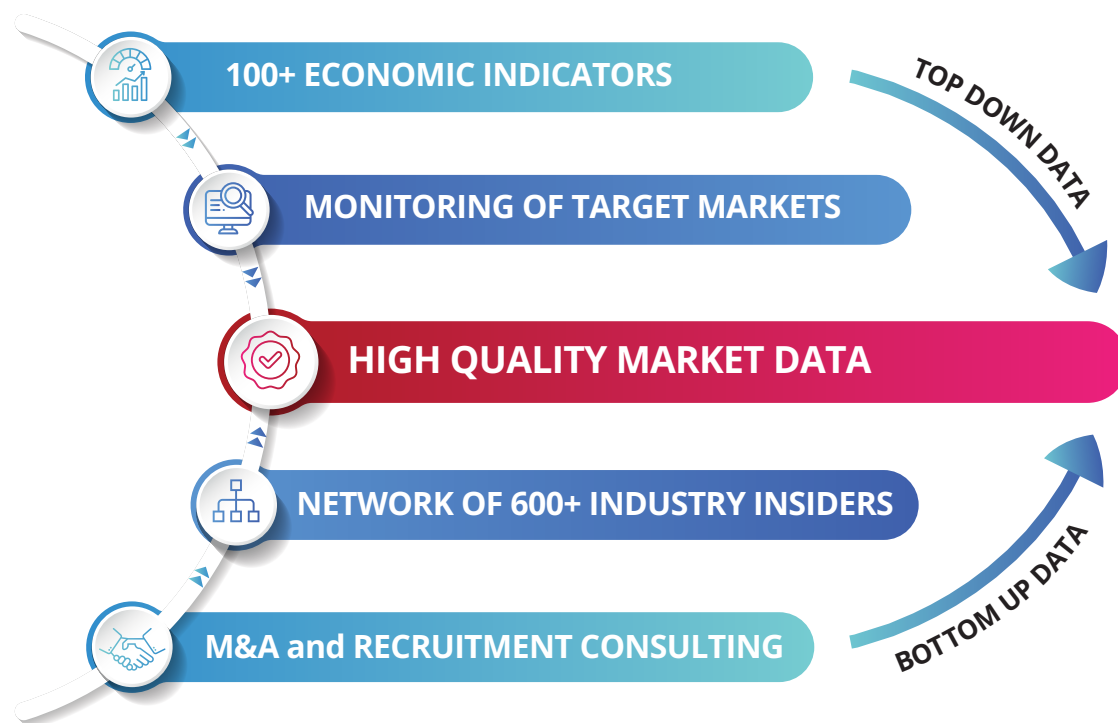 100+ ECONOMIC INDICATORS
TOP DOWN DATA
MONITORING OF TARGET MARKETS
HIGH QUALITY MARKET DATA
NETWORK OF 600+ INDUSTRY INSIDERS
BOTTOM UP DATA
M&A and RECRUITMENT CONSULTING